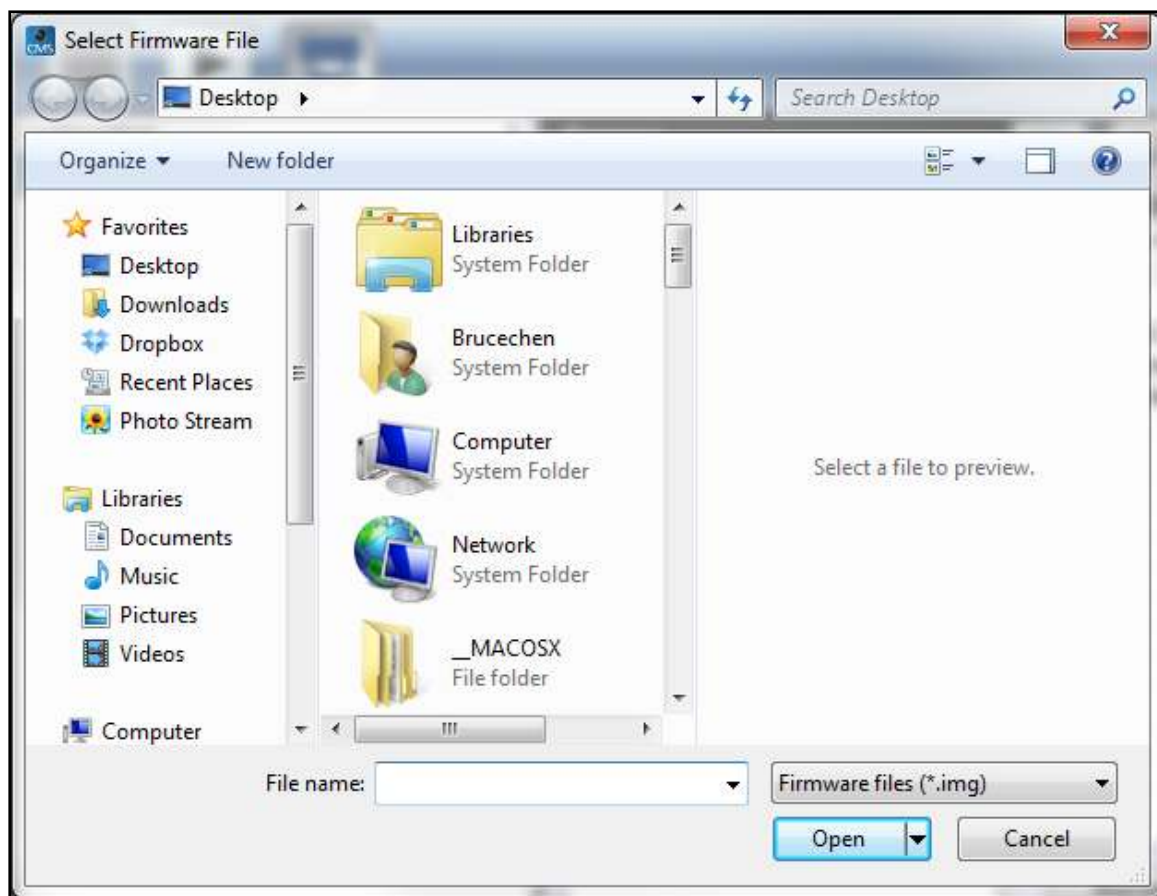 CMS
Select Firmware File
Desktop
Search Desktop
Organize
New folder
Favorites
Desktop
Downloads
Dropbox
Recent Places
Photo Stream
Libraries
Documents
Music
Pictures
Videos
Computer
Libraries
System Folder
Brucechen
System Folder
Computer
System Folder
Network
System Folder
__MACOSX
File folder
Select a file to preview.
File name:
Firmware files (*.img)
Open
Cancel